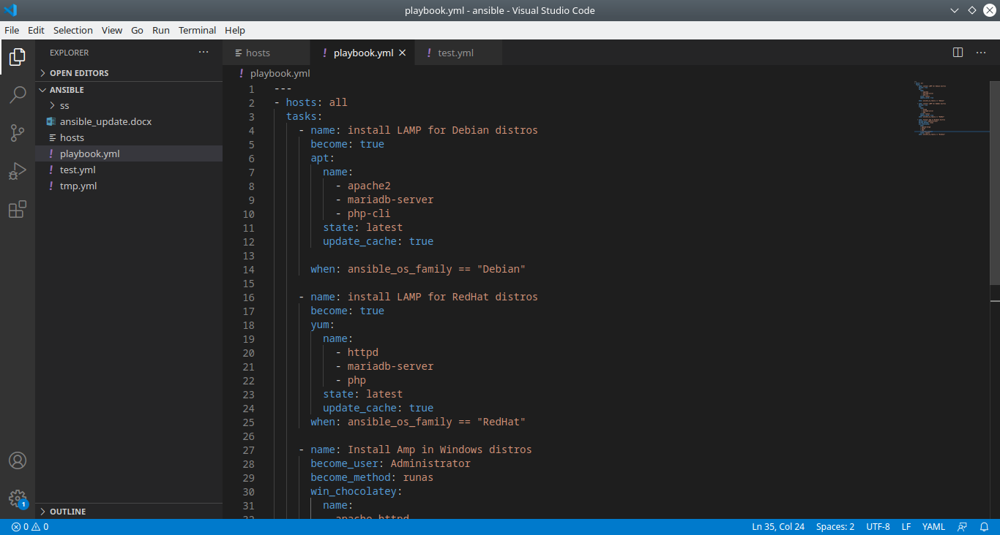 playbook.yml - ansible - Visual Studio Code
File Edit Selection View Go Run Terminal Help
EXPLORER
OPEN EDITORS
ANSIBLE
ss
ansible_update.docx
hosts
playbook.yml
test.yml
tmp.yml
OUTLINE
hosts
! playbook.yml
! test.yml
! playbook.yml
1 ---
2 - hosts: all
3 tasks:
4 - name: install LAMP for Debian distros
5 become: true
6 apt:
7 name:
8 - apache2
9 - mariadb-server
10 - php-cli
11 state: latest
12 update_cache: true
13
14 when: ansible_os_family == "Debian"
15
16 - name: install LAMP for RedHat distros
17 become: true
18 yum:
19 name:
20 - httpd
21 - mariadb-server
22 - php
23 state: latest
24 update_cache: true
25 when: ansible_os_family == "RedHat"
26
27 - name: Install Amp in Windows distros
28 become_user: Administrator
29 become_method: runas
30 win_chocolatey:
31 name:
1
0 0
Ln 35, Col 24 Spaces: 2 UTF-8 LF YAML